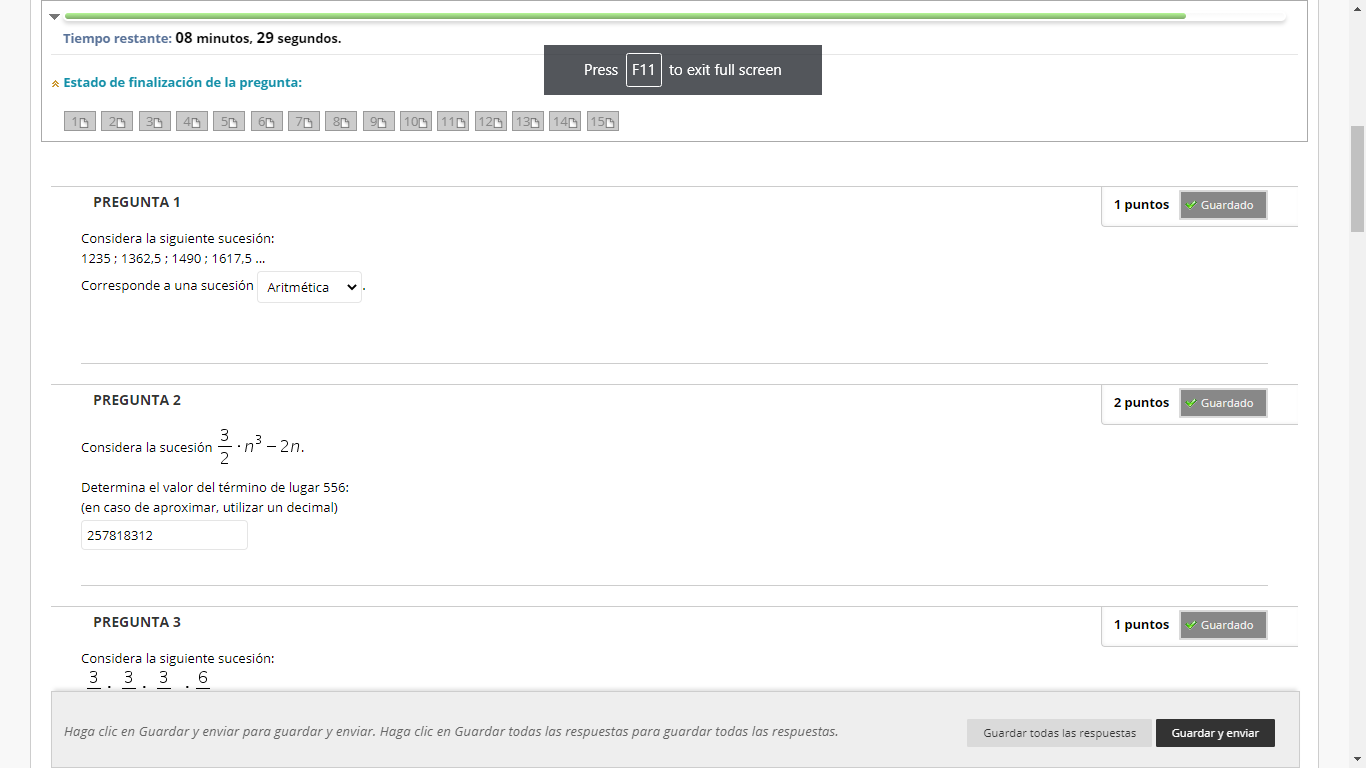 Tiempo restante: 08 minutos, 29 segundos.
Press F11 to exit full screen
Estado de finalización de la pregunta:
1 2 3 4 5 6 7 8 9 10 11 12 13 14 15
PREGUNTA 1
1 puntos Guardado
Considera la siguiente sucesión:
1235 ; 1362,5 ; 1490 ; 1617,5 ...
Corresponde a una sucesión Aritmética .
PREGUNTA 2
2 puntos Guardado
Considera la sucesión 3/2 · n³ – 2n.
Determina el valor del término de lugar 556:
(en caso de aproximar, utilizar un decimal)
257818312
PREGUNTA 3
1 puntos Guardado
Considera la siguiente sucesión:
3 . 3 . 3 . 6
Haga clic en Guardar y enviar para guardar y enviar. Haga clic en Guardar todas las respuestas para guardar todas las respuestas.
Guardar todas las respuestas Guardar y enviar